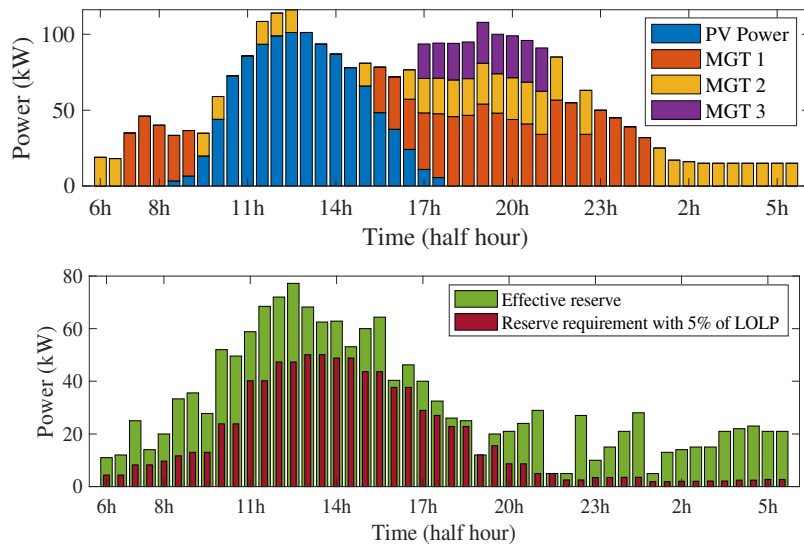 100
50
0
Power (kW)
PV Power
MGT 1
MGT 2
MGT 3
6h 8h 11h 14h 17h 20h 23h 2h 5h
Time (half hour)
80
60
40
20
0
Power (kW)
Effective reserve
Reserve requirement with 5% of LOLP
6h 8h 11h 14h 17h 20h 23h 2h 5h
Time (half hour)